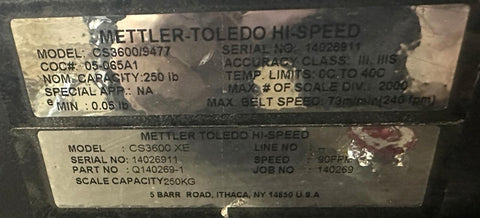 METTLER-TOLEDO HI-SPEED
MODEL: CS3600/9477 SERIAL NO: 14026911
COC#: 05-065A1 ACCURACY CLASS: III, IIIS
NOM. CAPACITY: 250 lb TEMP. LIMITS: 0C TO 40C
SPECIAL APP.: NA MAX. # OF SCALE DIV.: 2000
e MIN : 0.05 lb MAX. BELT SPEED: 73m/min(240 fpm)
METTLER TOLEDO HI-SPEED
MODEL : CS3600 XE LINE NO :
SERIAL NO: 14026911 SPEED : 90FPM
PART NO : Q140269-1 JOB NO : 140269
SCALE CAPACITY: 250KG
5 BARR ROAD, ITHACA, NY 14850 U.S.A